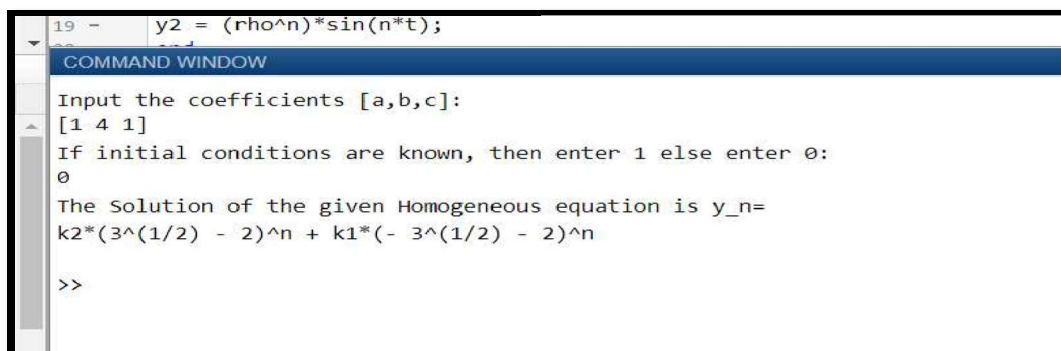 19 - y2 = (rho^n)*sin(n*t);
COMMAND WINDOW
Input the coefficients [a,b,c]:
[1 4 1]
If initial conditions are known, then enter 1 else enter 0:
0
The Solution of the given Homogeneous equation is y_n=
k2*(3^(1/2) - 2)^n + k1*(- 3^(1/2) - 2)^n
>>